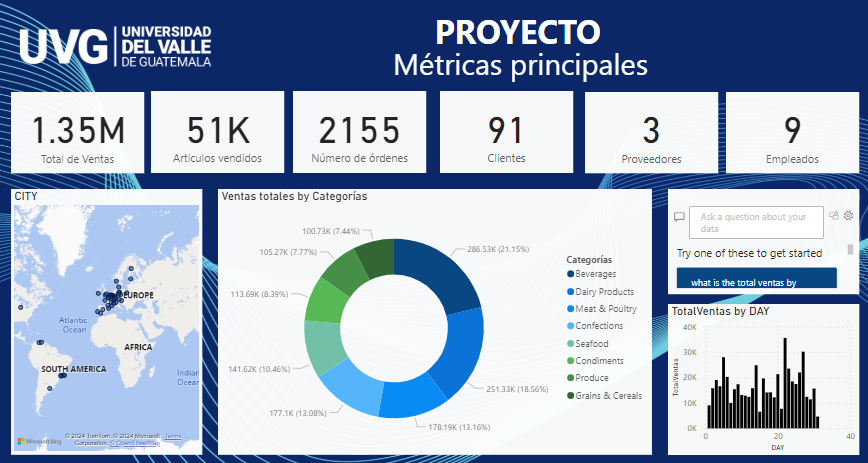 UVG
UNIVERSIDAD
DEL VALLE
DE GUATEMALA
PROYECTO
Métricas principales
1.35M
Total de Ventas
51K
Artículos vendidos
2155
Número de órdenes
91
Clientes
3
Proveedores
9
Empleados
CITY
EUROPE
Atlantic
Ocean
AFRICA
SOUTH AMERICA
Indian
Ocean
Microsoft Bing
© 2024 TomTom, © 2024 Microsoft Terms
Corporation, © OpenStreetMap
Ventas totales by Categorías
286.53K (21.15%)
251.33K (18.56%)
178.19K (13.16%)
177.1K (13.08%)
141.62K (10.46%)
113.69K (8.39%)
105.27K (7.77%)
100.73K (7.44%)
Categorías
Beverages
Dairy Products
Meat & Poultry
Confections
Seafood
Condiments
Produce
Grains & Cereals
Ask a question about your
data
Try one of these to get started
what is the total ventas by
TotalVentas by DAY
TotalVentas
40K
30K
20K
10K
0K
0
20
40
DAY